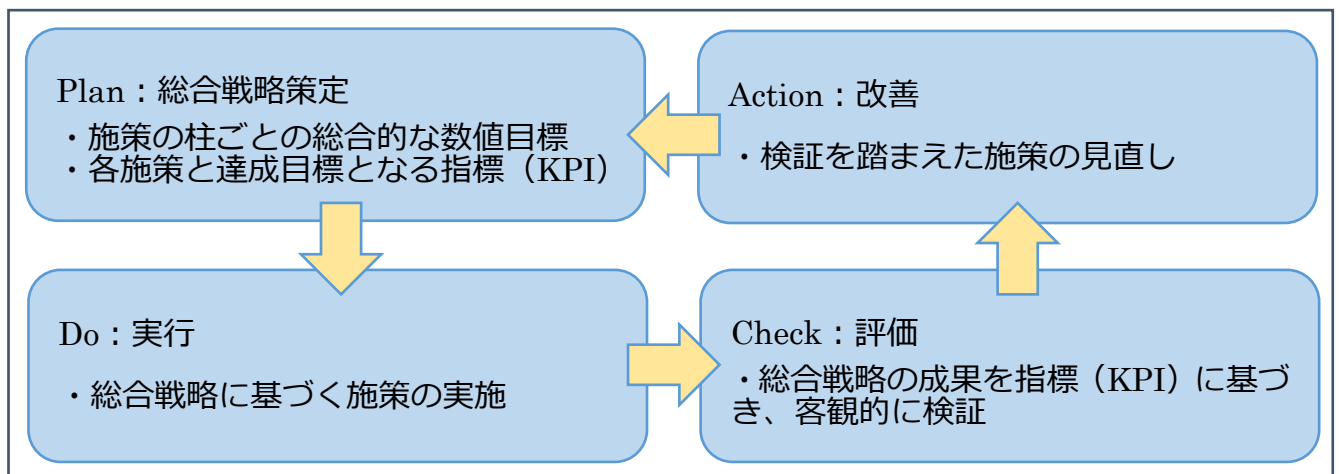 Plan：総合戦略策定
・施策の柱ごとの総合的な数値目標
・各施策と達成目標となる指標（KPI）
Action：改善
・検証を踏まえた施策の見直し
Do：実行
・総合戦略に基づく施策の実施
Check：評価
・総合戦略の成果を指標（KPI）に基づ
き、客観的に検証